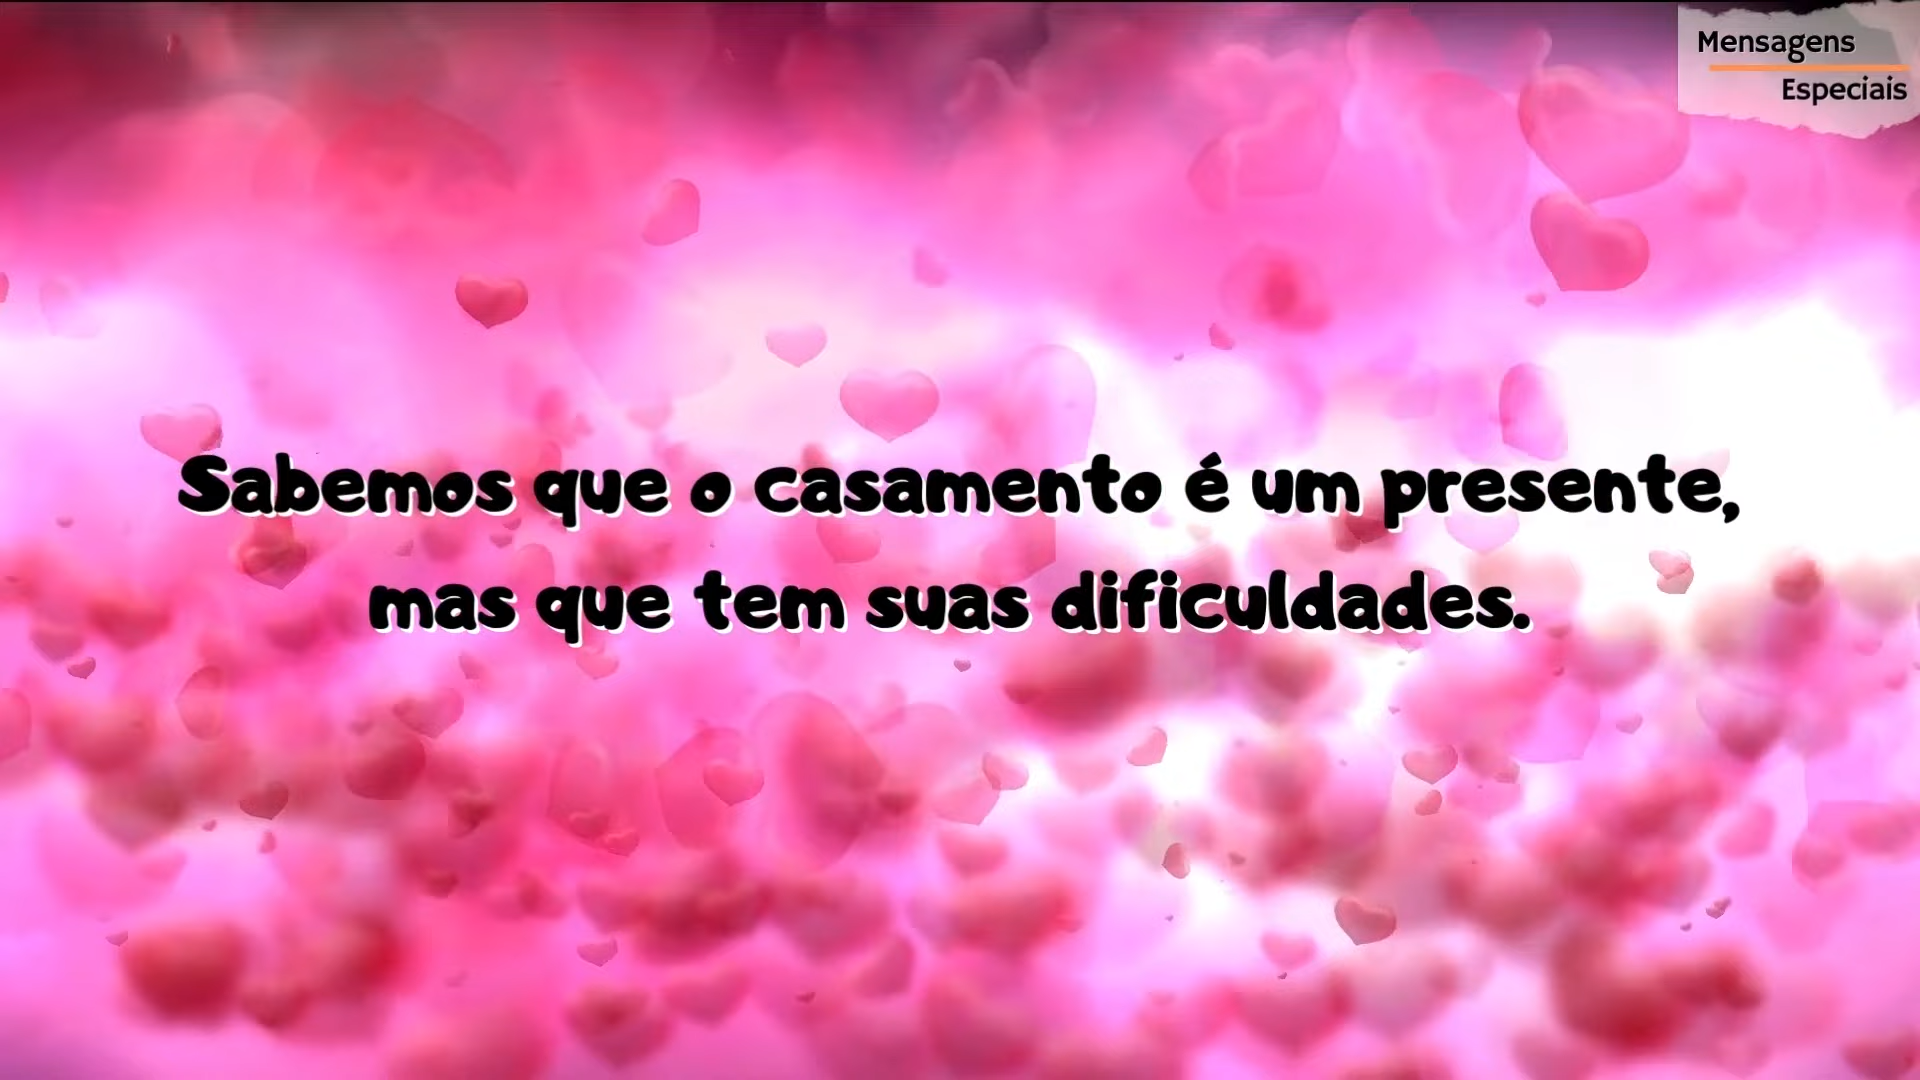 Mensagens
Especiais
Sabemos que o casamento é um presente,
mas que tem suas dificuldades.